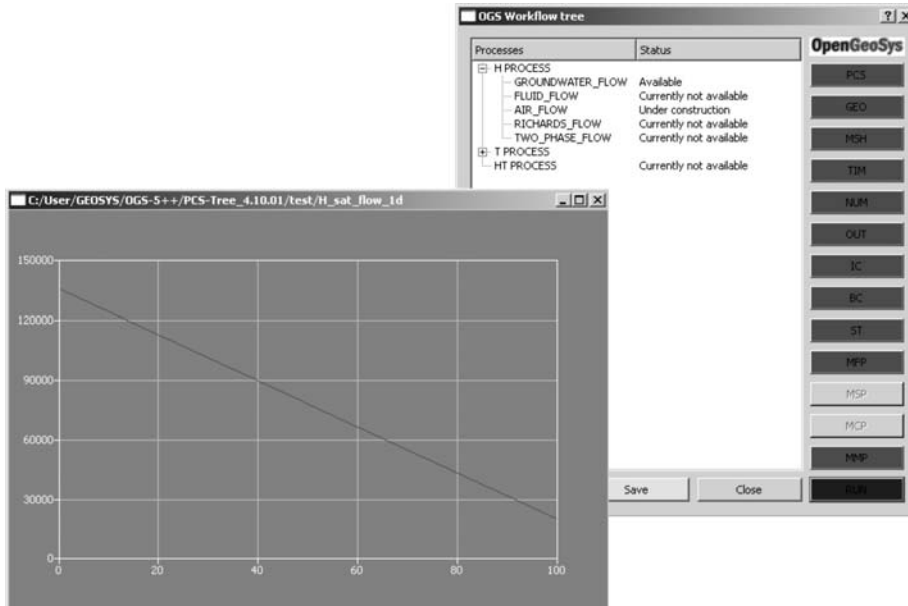 OGS Workflow tree
Processes Status
H PROCESS
GROUNDWATER_FLOW Available
FLUID_FLOW Currently not available
AIR_FLOW Under construction
RICHARDS_FLOW Currently not available
TWO_PHASE_FLOW Currently not available
T PROCESS
HT PROCESS Currently not available
OpenGeoSys
PCS
GEO
MSH
TIM
NUM
OUT
IC
BC
ST
MFP
MSP
MCP
MMP
RUN
Save Close
C:/User/GEOSYS/OGS-5++/PCS-Tree_4.10.01/test/H_sat_flow_1d
150000
120000
90000
60000
30000
0
0 20 40 60 80 100